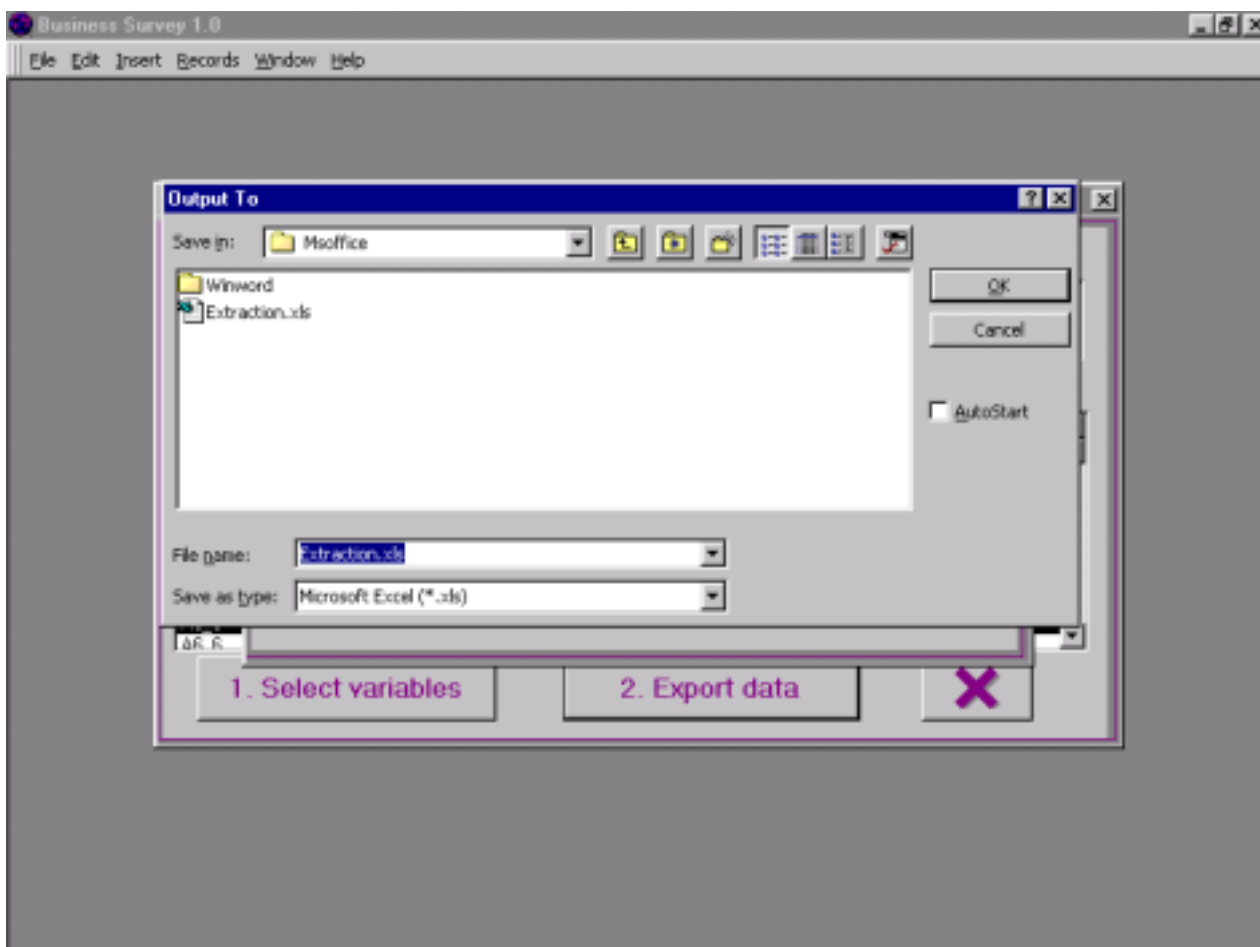 Business Survey 1.0
File Edit Insert Records Window Help
Output To
Save in: Msoffice
Winword
Extraction.xls
OK
Cancel
AutoStart
File name: Extraction.xls
Save as type: Microsoft Excel (*.xls)
A6_6
1. Select variables
2. Export data